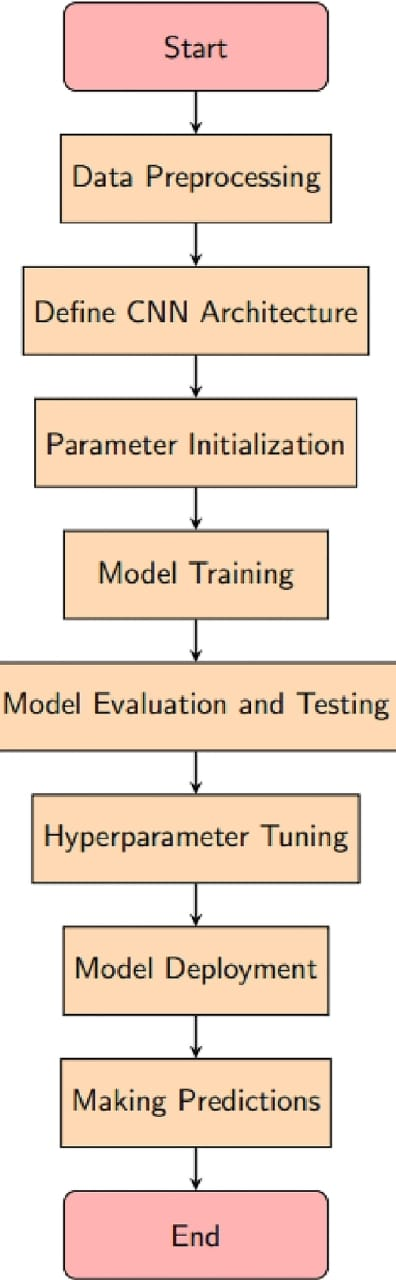 Start
Data Preprocessing
Define CNN Architecture
Parameter Initialization
Model Training
Model Evaluation and Testing
Hyperparameter Tuning
Model Deployment
Making Predictions
End